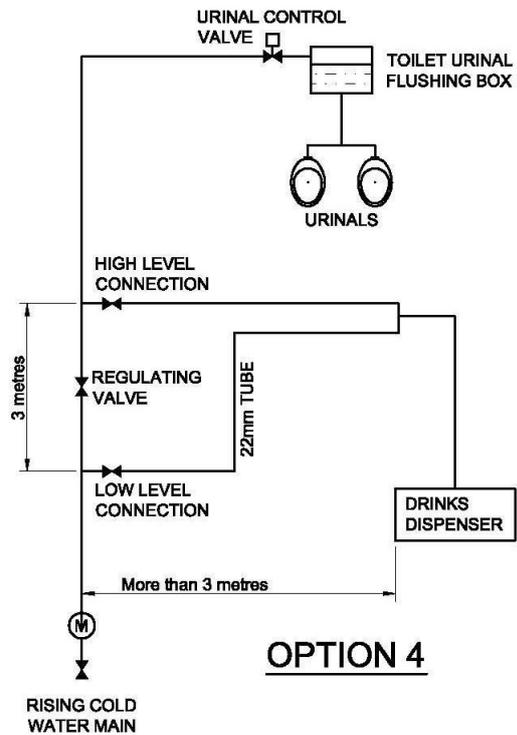 URINAL CONTROL
VALVE
TOILET URINAL
FLUSHING BOX
URINALS
HIGH LEVEL
CONNECTION
3 metres
REGULATING
VALVE
22mm TUBE
LOW LEVEL
CONNECTION
DRINKS
DISPENSER
More than 3 metres
M
OPTION 4
RISING COLD
WATER MAIN